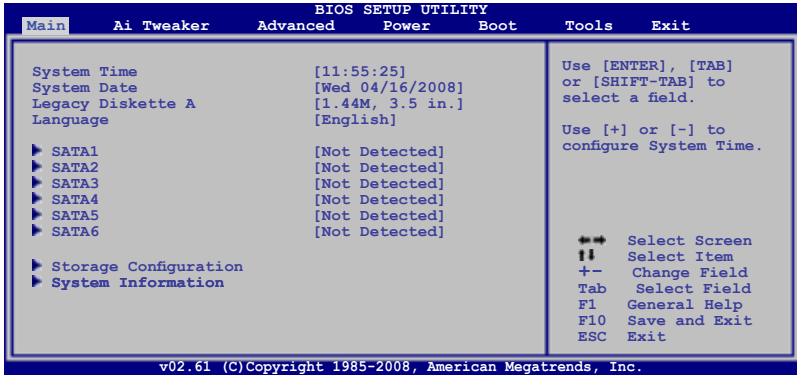 BIOS SETUP UTILITY
Main Ai Tweaker Advanced Power Boot Tools Exit
System Time [11:55:25]
System Date [Wed 04/16/2008]
Legacy Diskette A [1.44M, 3.5 in.]
Language [English]
SATA1 [Not Detected]
SATA2 [Not Detected]
SATA3 [Not Detected]
SATA4 [Not Detected]
SATA5 [Not Detected]
SATA6 [Not Detected]
Storage Configuration
System Information
Use [ENTER], [TAB]
or [SHIFT-TAB] to
select a field.
Use [+] or [-] to
configure System Time.
←→ Select Screen
↑↓ Select Item
+- Change Field
Tab Select Field
F1 General Help
F10 Save and Exit
ESC Exit
v02.61 (C)Copyright 1985-2008, American Megatrends, Inc.